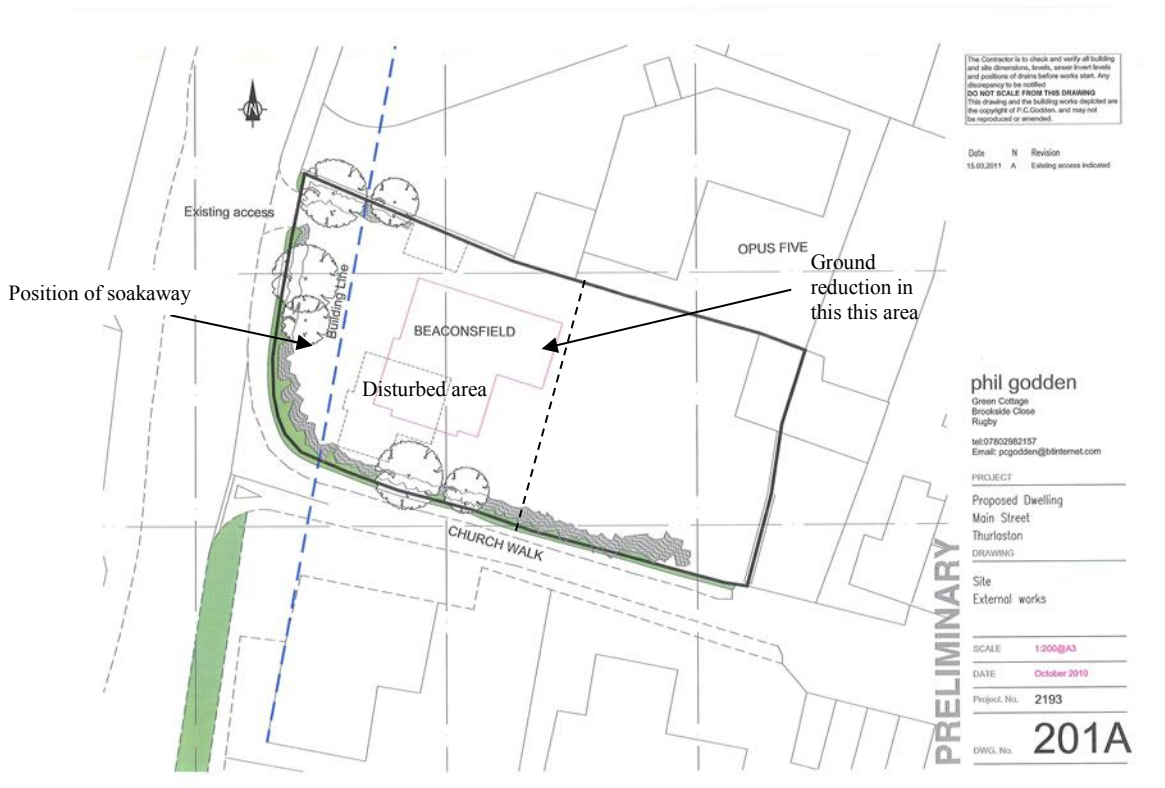 The Contractor is to check and verify all building
and site dimensions, levels, sewer invert levels
and positions of drains before works start. Any
discrepancy to be notified
DO NOT SCALE FROM THIS DRAWING
This drawing and the building works depicted are
the copyright of P.C.Godden, and may not
be reproduced or amended.
Date N Revision
15.03.2011 A Existing access indicated
N
Existing access
OPUS FIVE
Ground
reduction in
this this area
Position of soakaway
Building Line
BEACONSFIELD
Disturbed area
CHURCH WALK
phil godden
Green Cottage
Brookside Close
Rugby
tel:07802982157
Email: pcgodden@btinternet.com
PROJECT
Proposed Dwelling
Main Street
Thurlaston
DRAWING
Site
External works
PRELIMINARY
SCALE 1:200@A3
DATE October 2010
Project. No. 2193
DWG. No. 201A